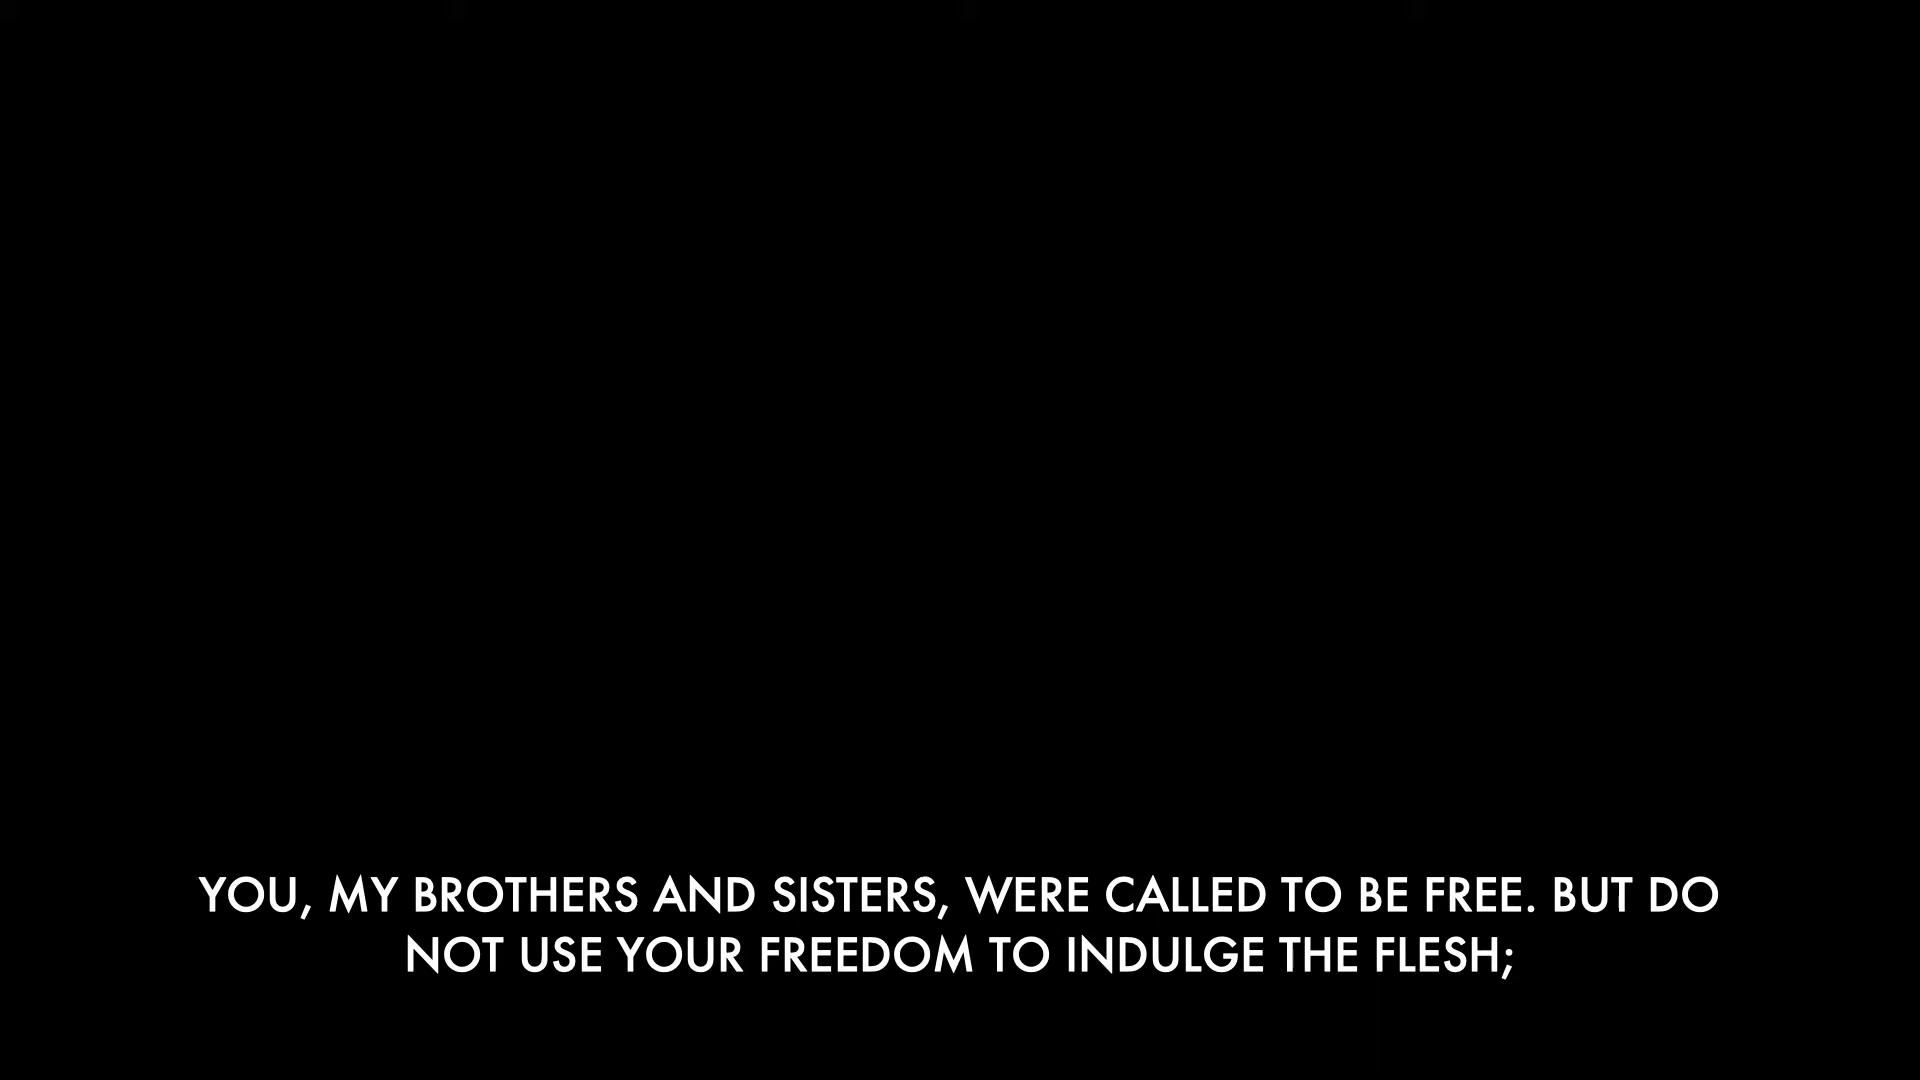 YOU, MY BROTHERS AND SISTERS, WERE CALLED TO BE FREE. BUT DO
NOT USE YOUR FREEDOM TO INDULGE THE FLESH;